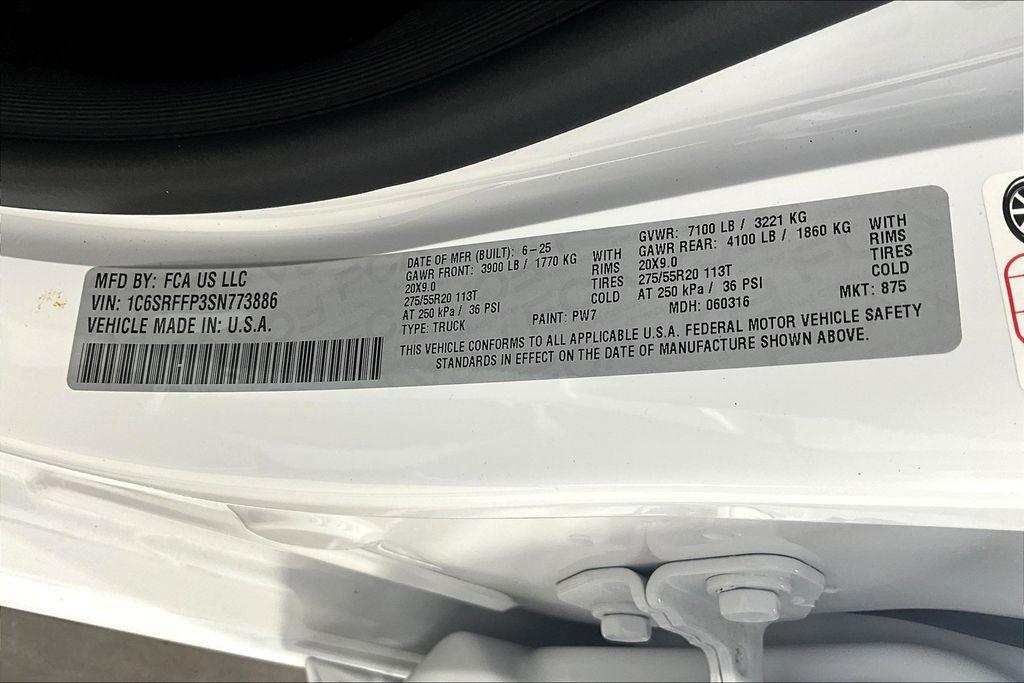 MFD BY: FCA US LLC
VIN: 1C6SRFFP3SN773886
VEHICLE MADE IN: U.S.A.
DATE OF MFR (BUILT): 6-25
GAWR FRONT: 3900 LB / 1770 KG WITH
20X9.0 RIMS
275/55R20 113T TIRES
AT 250 kPa / 36 PSI COLD
TYPE: TRUCK PAINT: PW7
GVWR: 7100 LB / 3221 KG
GAWR REAR: 4100 LB / 1860 KG WITH
20X9.0 RIMS
275/55R20 113T TIRES
AT 250 kPa / 36 PSI COLD
MDH: 060316 MKT: 875
THIS VEHICLE CONFORMS TO ALL APPLICABLE U.S.A. FEDERAL MOTOR VEHICLE SAFETY
STANDARDS IN EFFECT ON THE DATE OF MANUFACTURE SHOWN ABOVE.